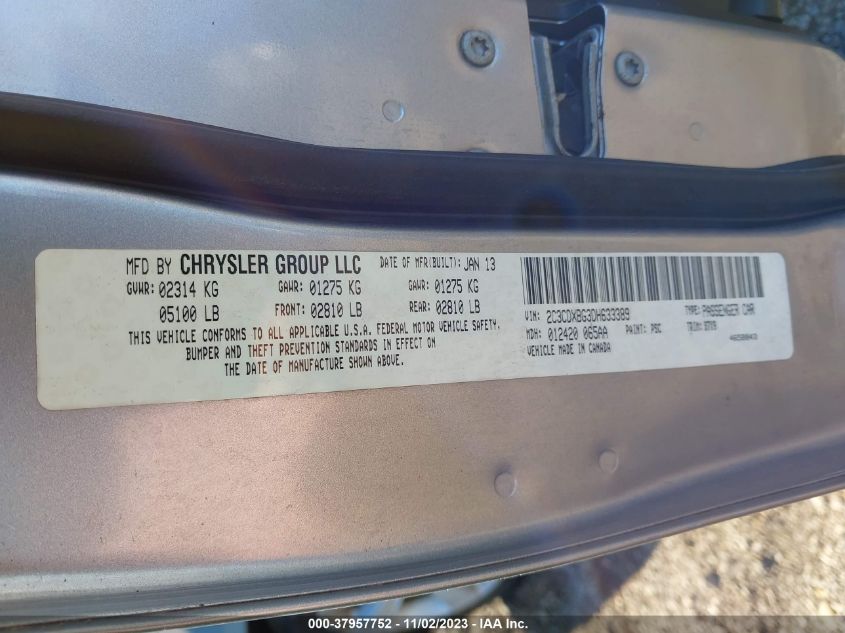 MFD BY CHRYSLER GROUP LLC DATE OF MFR(BUILT): JAN 13
GVWR: 02314 KG GAWR: 01275 KG GAWR: 01275 KG
05100 LB FRONT: 02810 LB REAR: 02810 LB
THIS VEHICLE CONFORMS TO ALL APPLICABLE U.S.A. FEDERAL MOTOR VEHICLE SAFETY,
BUMPER AND THEFT PREVENTION STANDARDS IN EFFECT ON
THE DATE OF MANUFACTURE SHOWN ABOVE.
VIN: 2C3CDXBG3DH633389 TYPE: PASSENGER CAR
MDH: 012420 065AA PAINT: PSC TRIM:
VEHICLE MADE IN CANADA
000-37957752 - 11/02/2023 - IAA Inc.